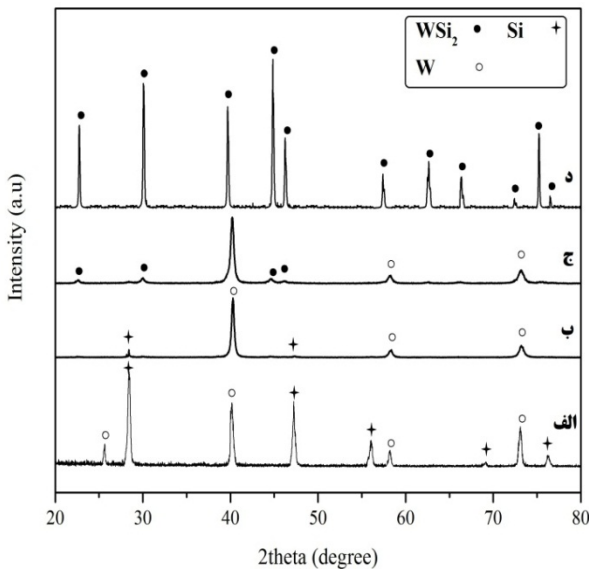 WSi₂ ● Si ✦
W ○
د
ج
ب
الف
Intensity (a.u)
20 30 40 50 60 70 80
2theta (degree)